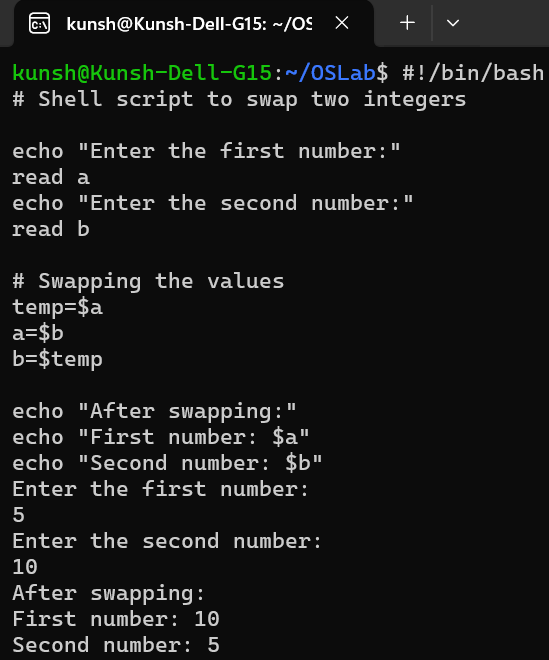 kunsh@Kunsh-Dell-G15: ~/OS
kunsh@Kunsh-Dell-G15:~/OSLab$ #!/bin/bash
# Shell script to swap two integers

echo "Enter the first number:"
read a
echo "Enter the second number:"
read b

# Swapping the values
temp=$a
a=$b
b=$temp

echo "After swapping:"
echo "First number: $a"
echo "Second number: $b"
Enter the first number:
5
Enter the second number:
10
After swapping:
First number: 10
Second number: 5